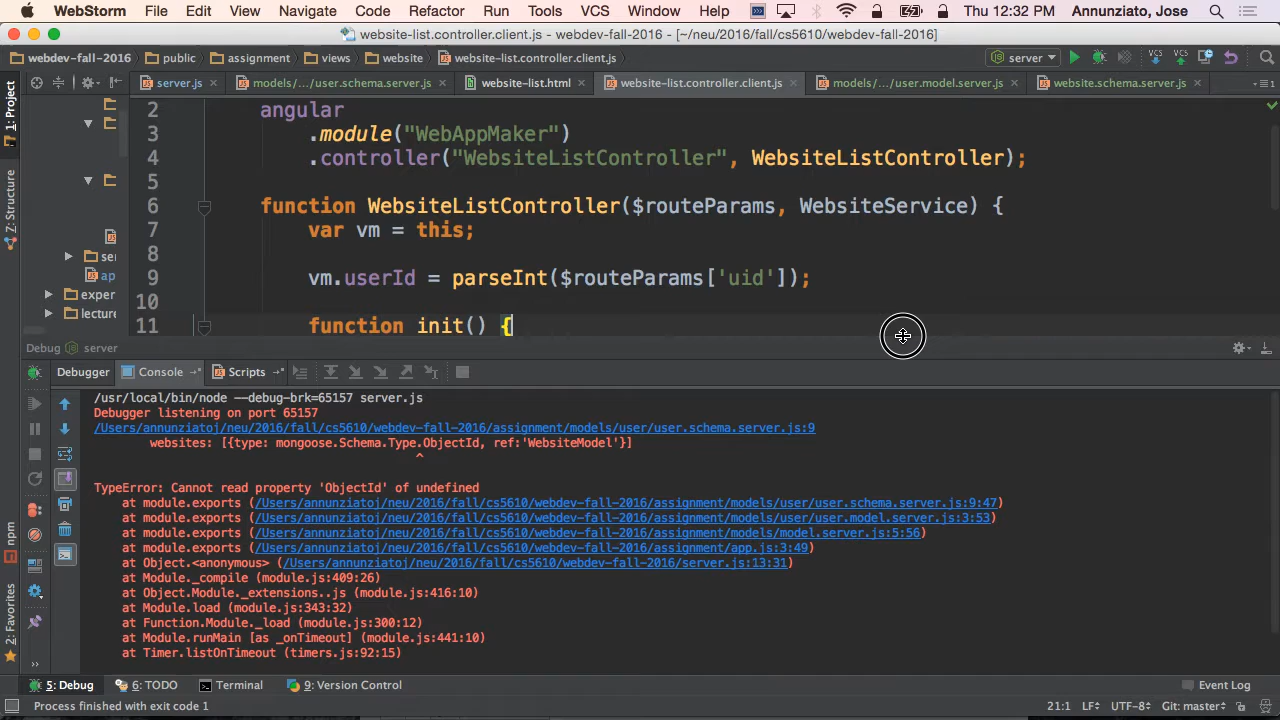 WebStorm File Edit View Navigate Code Refactor Run Tools VCS Window Help Thu 12:32 PM Annunziato, Jose
website-list.controller.client.js - webdev-fall-2016 - [~/neu/2016/fall/cs5610/webdev-fall-2016]
webdev-fall-2016 public assignment views website website-list.controller.client.js server
server.js models/.../user.schema.server.js website-list.html website-list.controller.client.js models/.../user.model.server.js website.schema.server.js
1: Project
Z: Structure
npm
2: Favorites
ser
ap
exper
lecture
2 angular
3 .module("WebAppMaker")
4 .controller("WebsiteListController", WebsiteListController);
5
6 function WebsiteListController($routeParams, WebsiteService) {
7 var vm = this;
8
9 vm.userId = parseInt($routeParams['uid']);
10
11 function init() {
Debug server
Debugger Console Scripts
/usr/local/bin/node --debug-brk=65157 server.js
Debugger listening on port 65157
/Users/annunziatoj/neu/2016/fall/cs5610/webdev-fall-2016/assignment/models/user/user.schema.server.js:9
websites: [{type: mongoose.Schema.Type.ObjectId, ref:'WebsiteModel'}]
^
TypeError: Cannot read property 'ObjectId' of undefined
at module.exports (/Users/annunziatoj/neu/2016/fall/cs5610/webdev-fall-2016/assignment/models/user/user.schema.server.js:9:47)
at module.exports (/Users/annunziatoj/neu/2016/fall/cs5610/webdev-fall-2016/assignment/models/user/user.model.server.js:3:53)
at module.exports (/Users/annunziatoj/neu/2016/fall/cs5610/webdev-fall-2016/assignment/models/model.server.js:5:56)
at module.exports (/Users/annunziatoj/neu/2016/fall/cs5610/webdev-fall-2016/assignment/app.js:3:49)
at Object.<anonymous> (/Users/annunziatoj/neu/2016/fall/cs5610/webdev-fall-2016/server.js:13:31)
at Module._compile (module.js:409:26)
at Object.Module._extensions..js (module.js:416:10)
at Module.load (module.js:343:32)
at Function.Module._load (module.js:300:12)
at Module.runMain [as _onTimeout] (module.js:441:10)
at Timer.listOnTimeout (timers.js:92:15)
5: Debug 6: TODO Terminal 9: Version Control Event Log
Process finished with exit code 1 21:1 LF UTF-8 Git: master